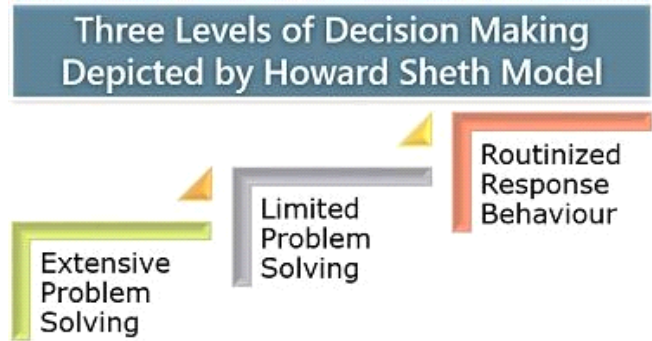 Three Levels of Decision Making
Depicted by Howard Sheth Model
Extensive
Problem
Solving
Limited
Problem
Solving
Routinized
Response
Behaviour